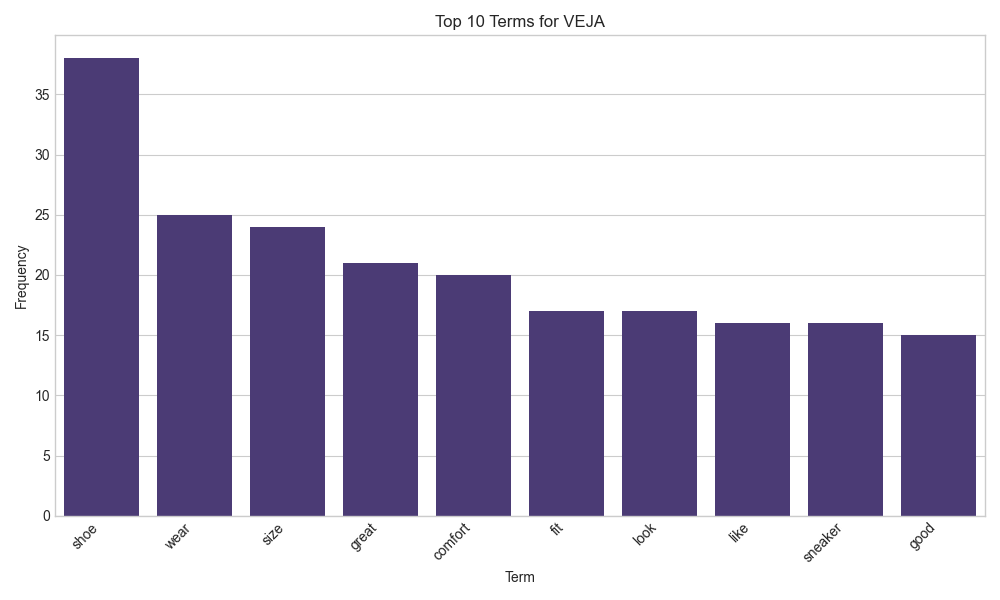 Top 10 Terms for VEJA
Frequency
35
30
25
20
15
10
5
0
shoe
wear
size
great
comfort
fit
look
like
sneaker
good
Term